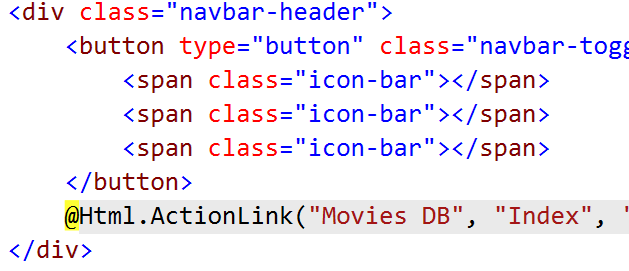 <div class="navbar-header">
<button type="button" class="navbar-togg
<span class="icon-bar"></span>
<span class="icon-bar"></span>
<span class="icon-bar"></span>
</button>
@Html.ActionLink("Movies DB", "Index", "
</div>